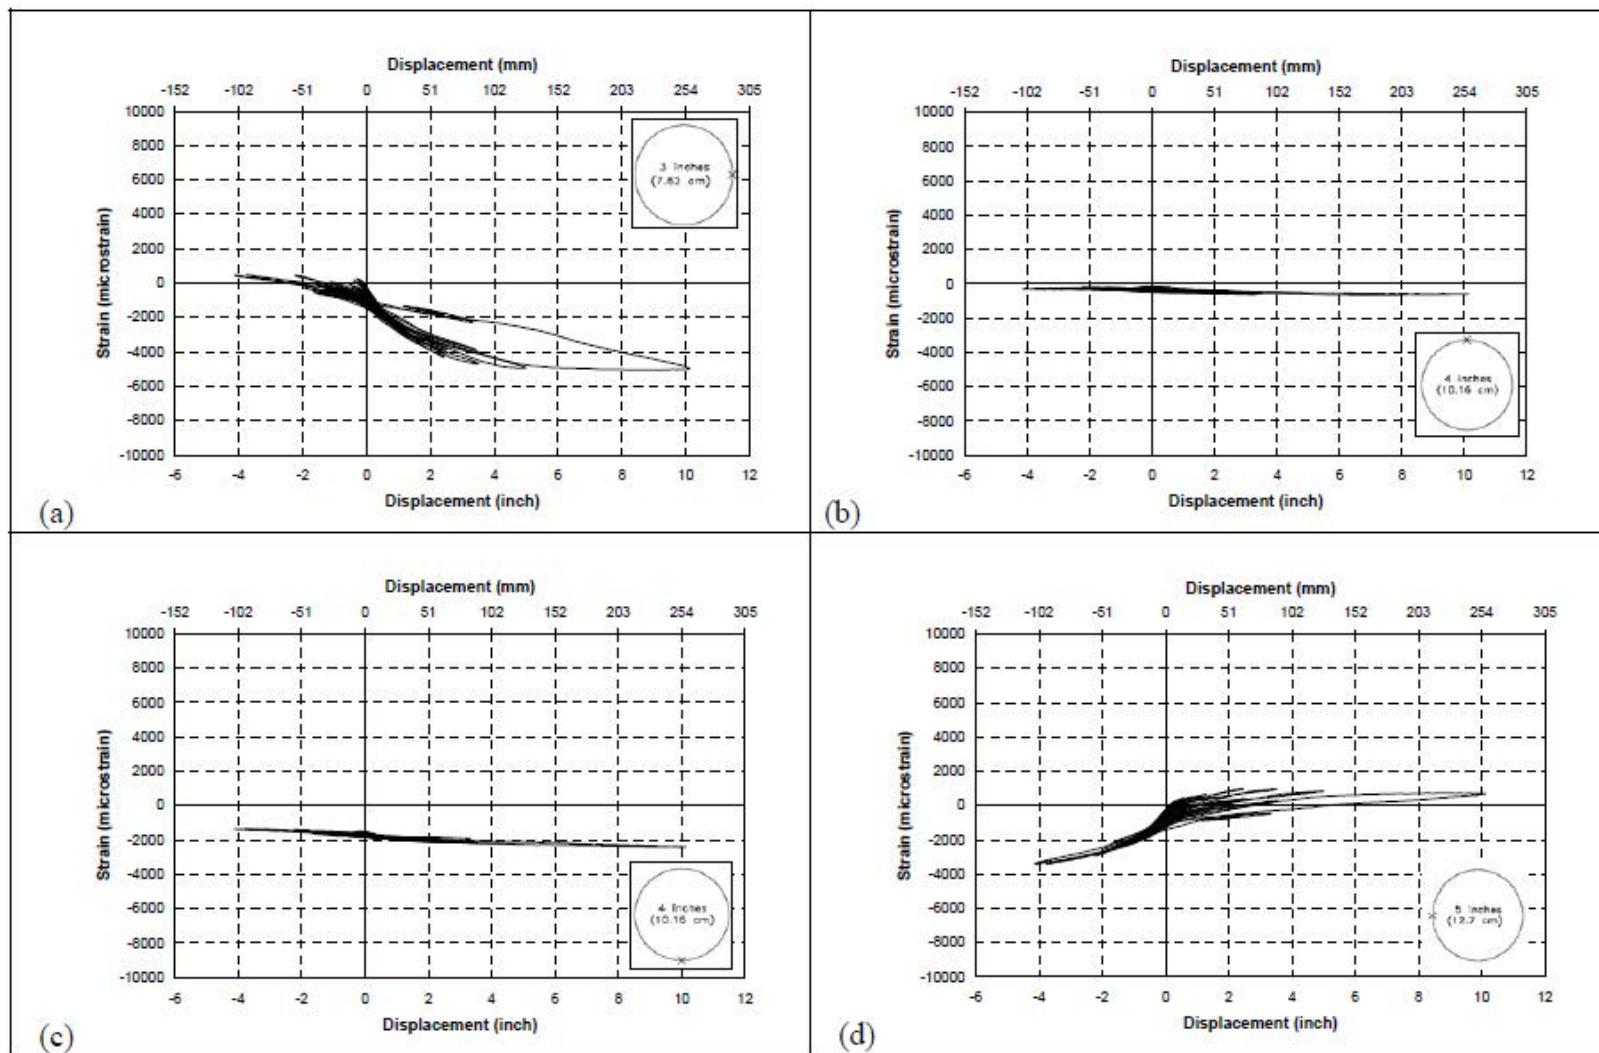 Displacement (mm)
-152 -102 -51 0 51 102 152 203 254 305
10000
8000
6000
4000
2000
0
-2000
-4000
-6000
-8000
-10000
Strain (microstrain)
3 inches
(7.62 cm)
-6 -4 -2 0 2 4 6 8 10 12
Displacement (inch)
(a)
Displacement (mm)
-152 -102 -51 0 51 102 152 203 254 305
10000
8000
6000
4000
2000
0
-2000
-4000
-6000
-8000
-10000
Strain (microstrain)
4 inches
(10.16 cm)
-6 -4 -2 0 2 4 6 8 10 12
Displacement (inch)
(b)
Displacement (mm)
-152 -102 -51 0 51 102 152 203 254 305
10000
8000
6000
4000
2000
0
-2000
-4000
-6000
-8000
-10000
Strain (microstrain)
4 inches
(10.16 cm)
-6 -4 -2 0 2 4 6 8 10 12
Displacement (inch)
(c)
Displacement (mm)
-152 -102 -51 0 51 102 152 203 254 305
10000
8000
6000
4000
2000
0
-2000
-4000
-6000
-8000
-10000
Strain (microstrain)
5 inches
(12.7 cm)
-6 -4 -2 0 2 4 6 8 10 12
Displacement (inch)
(d)